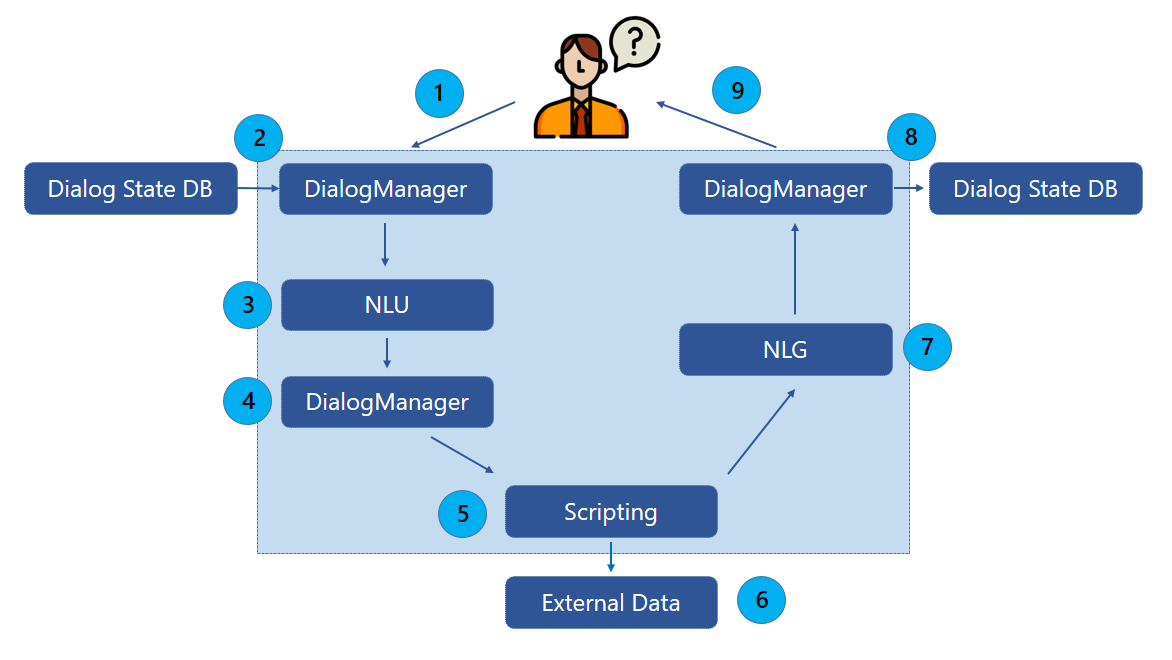 ?
1
9
2
8
Dialog State DB
DialogManager
DialogManager
Dialog State DB
3
NLU
NLG
7
4
DialogManager
5
Scripting
External Data
6